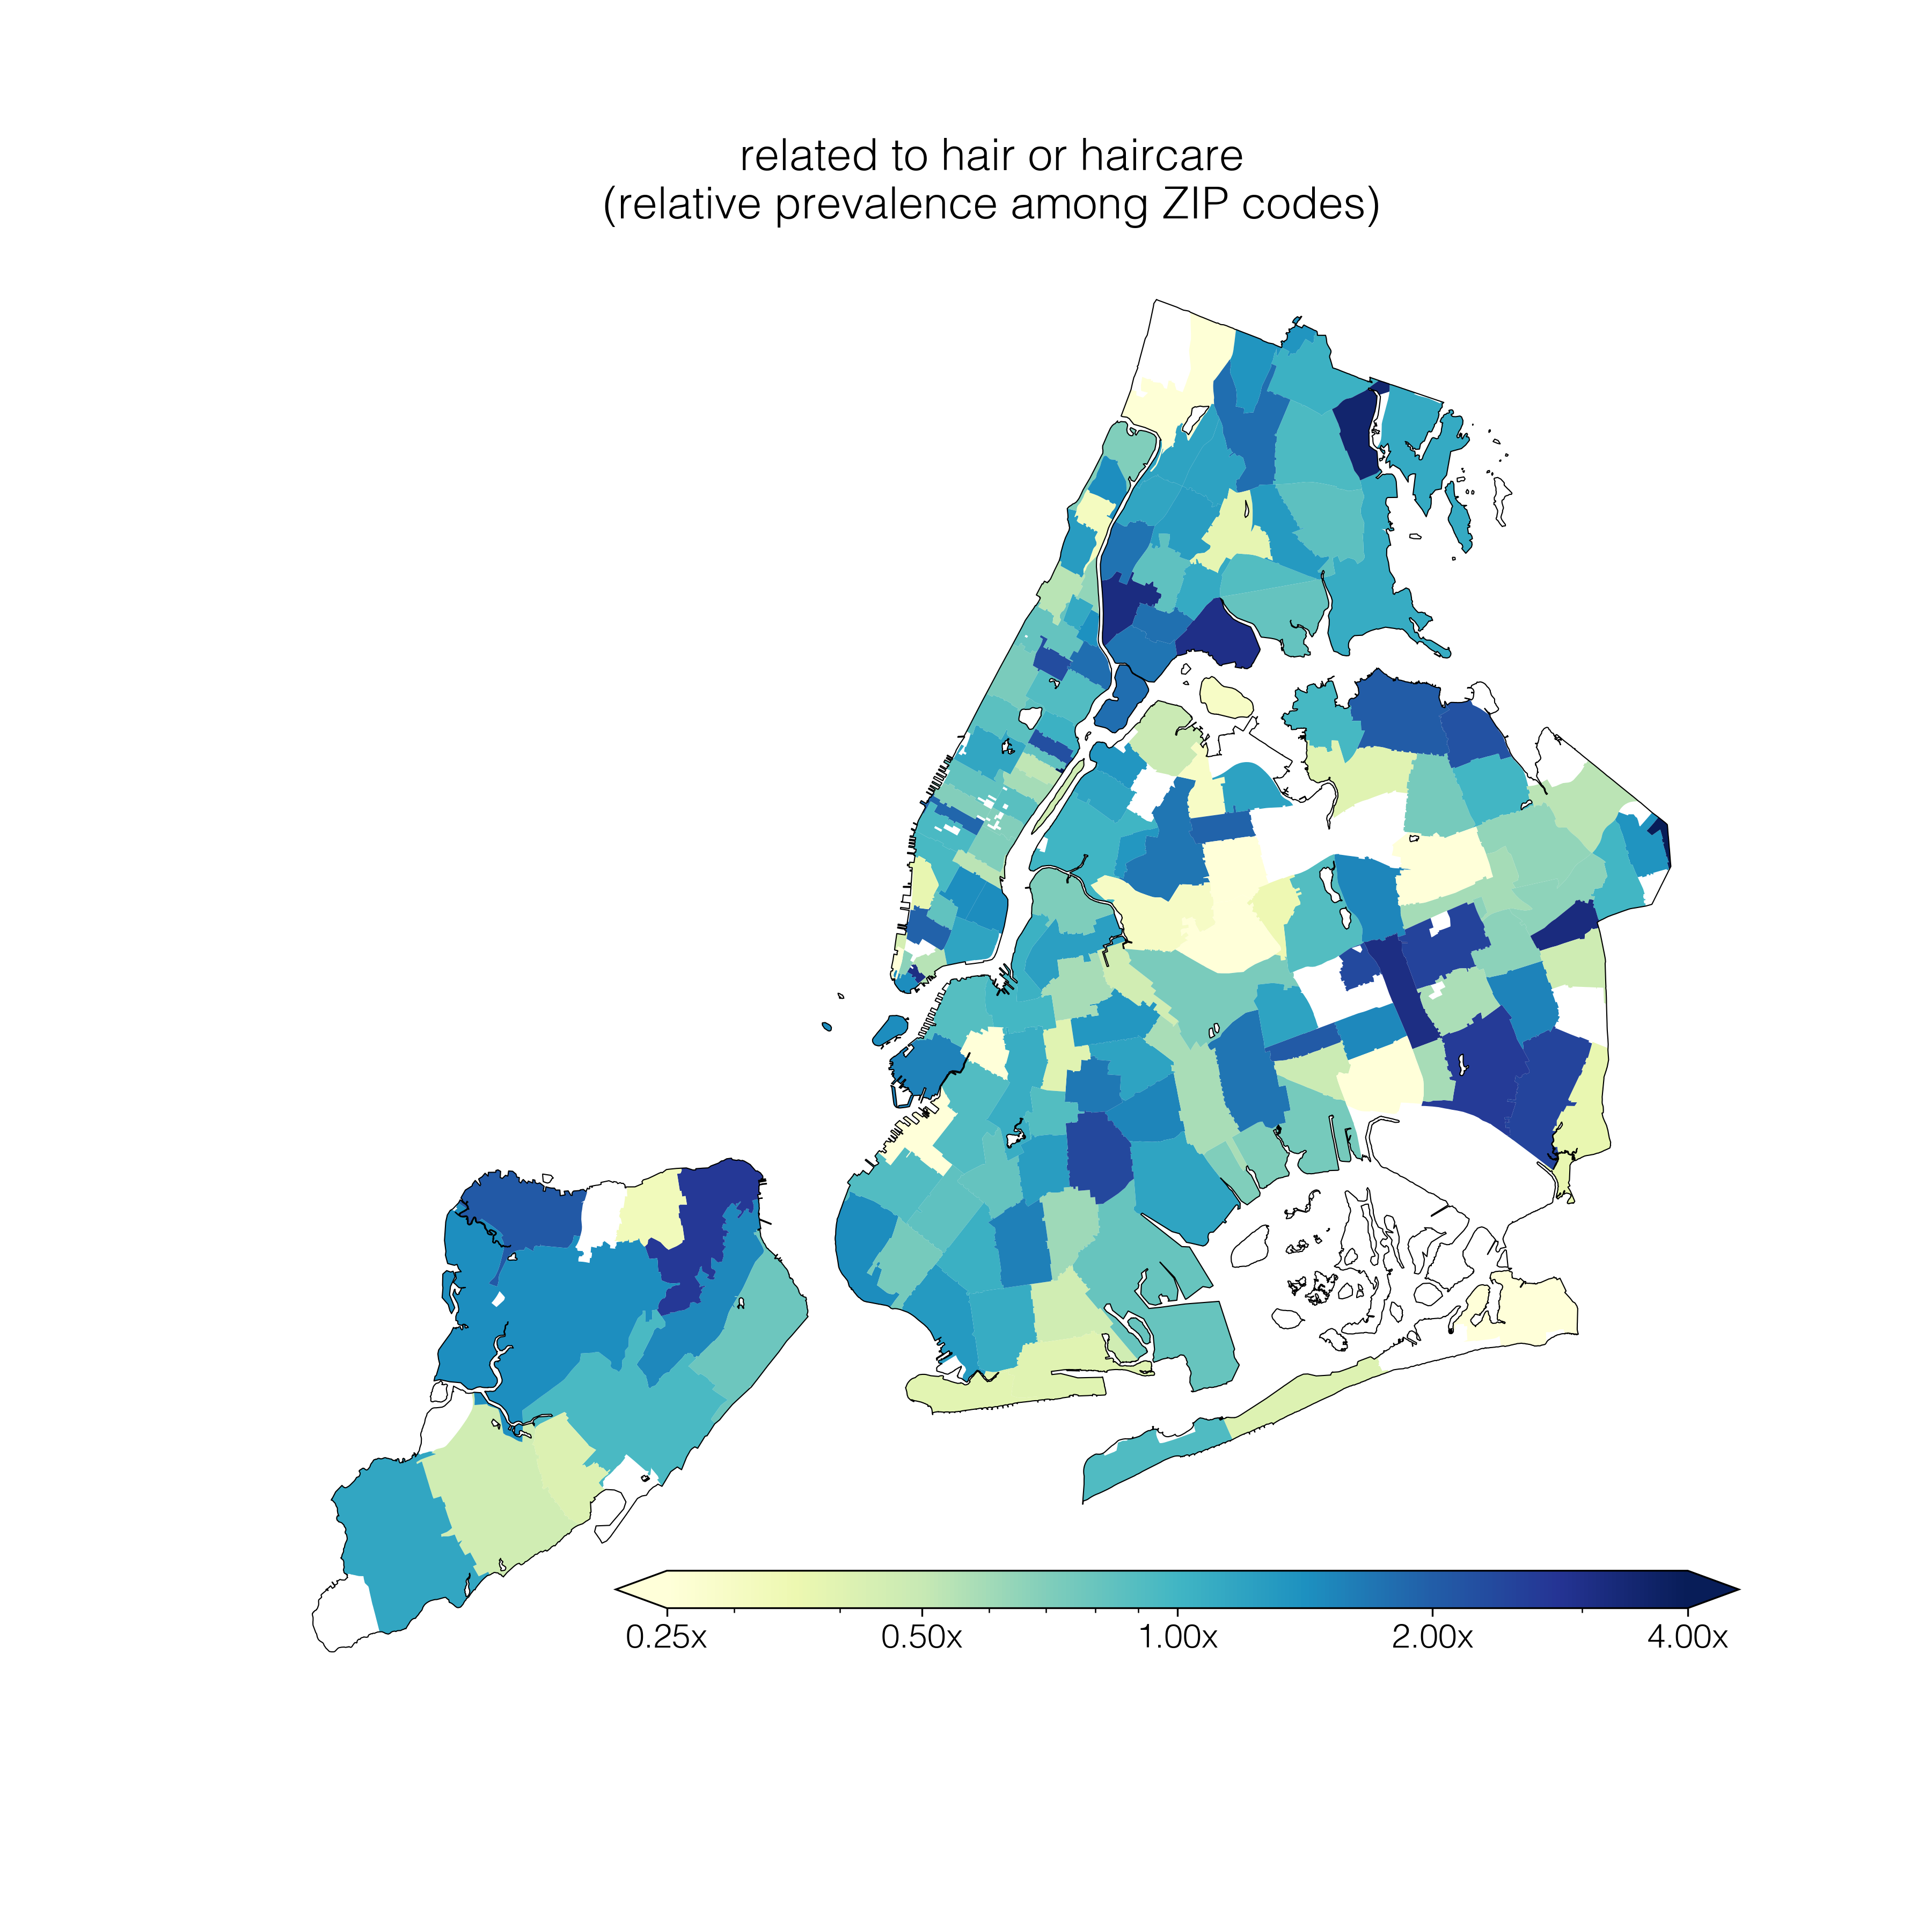 related to hair or haircare
(relative prevalence among ZIP codes)
0.25x 0.50x 1.00x 2.00x 4.00x